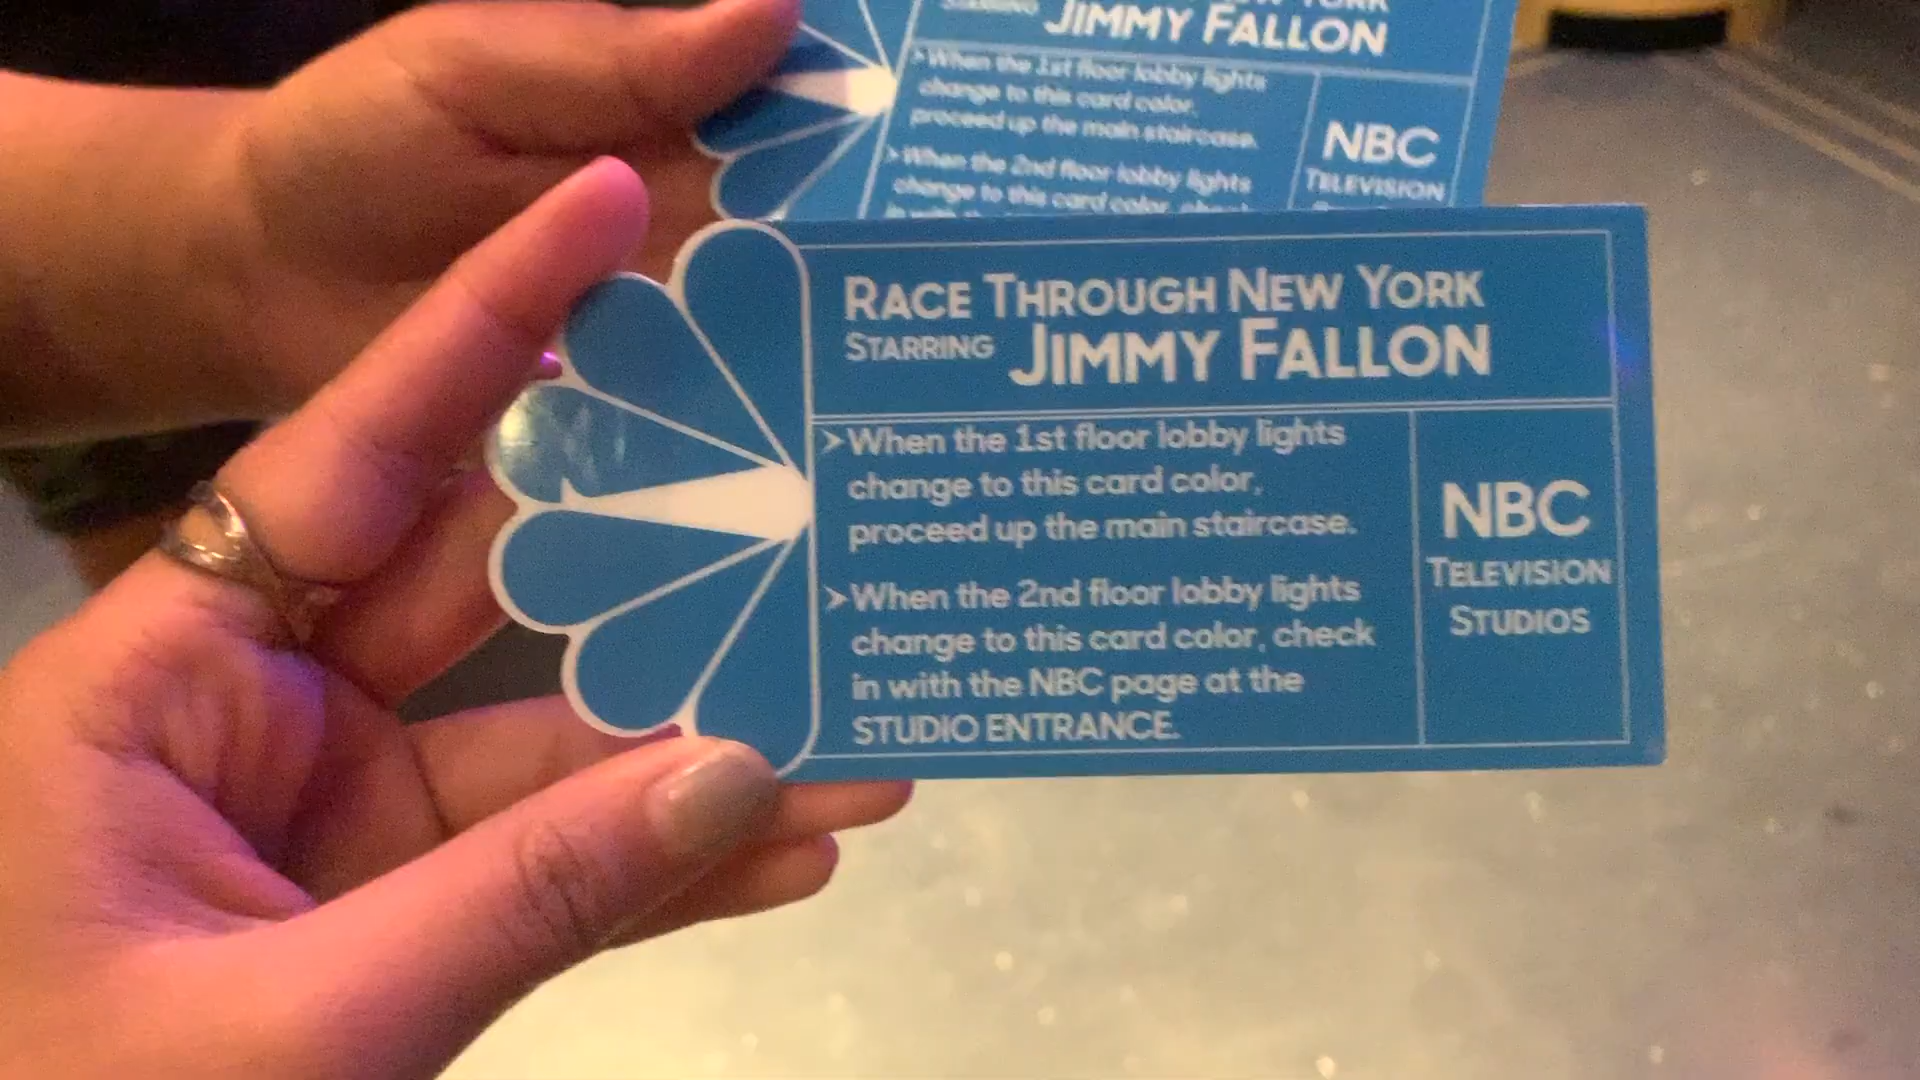 JIMMY FALLON
> When the 1st floor lobby lights
change to this card color,
proceed up the main staircase.
> When the 2nd floor lobby lights
change to this card color,
NBC
TELEVISION
RACE THROUGH NEW YORK
STARRING JIMMY FALLON
> When the 1st floor lobby lights
change to this card color,
proceed up the main staircase.
> When the 2nd floor lobby lights
change to this card color, check
in with the NBC page at the
STUDIO ENTRANCE.
NBC
TELEVISION
STUDIOS